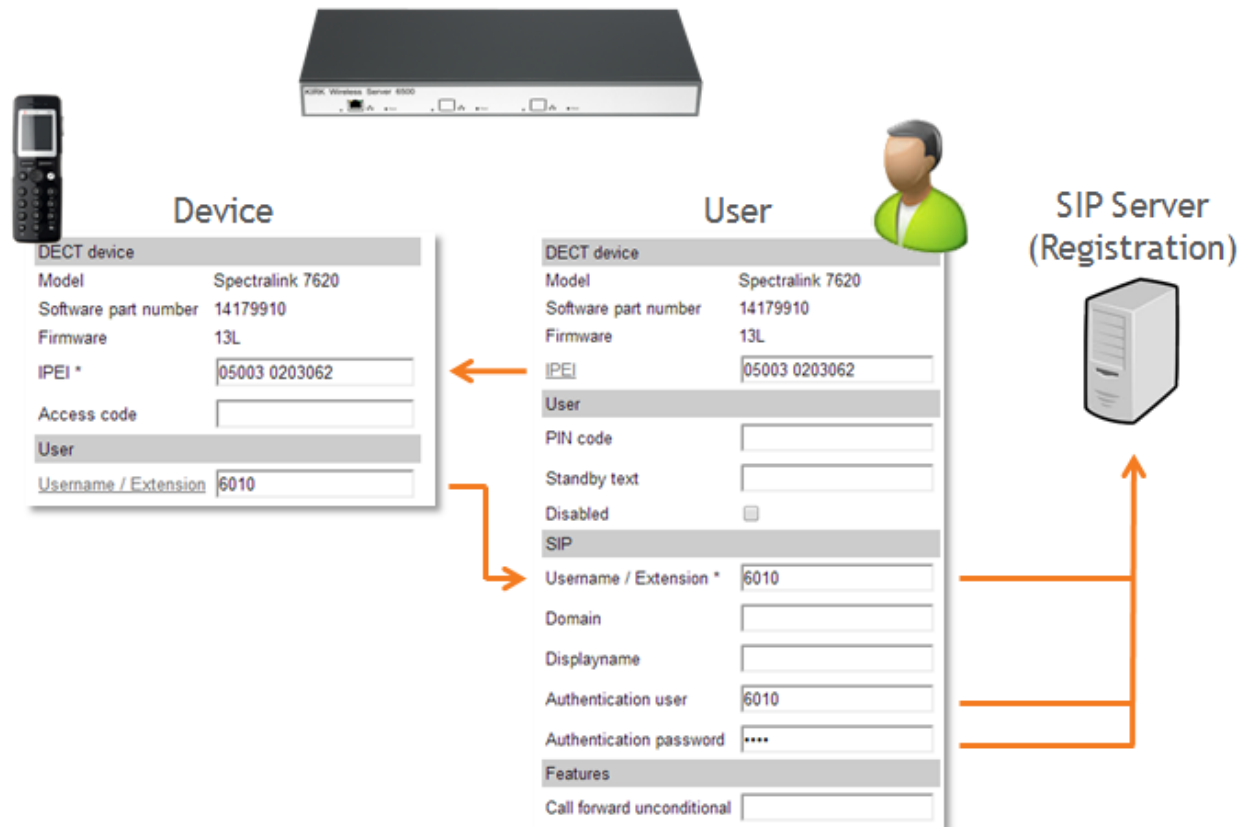 KIRK Wireless Server 6500
Device
DECT device
Model Spectralink 7620
Software part number 14179910
Firmware 13L
IPEI * 05003 0203062
Access code
User
Username / Extension 6010
User
DECT device
Model Spectralink 7620
Software part number 14179910
Firmware 13L
IPEI 05003 0203062
User
PIN code
Standby text
Disabled
SIP
Username / Extension * 6010
Domain
Displayname
Authentication user 6010
Authentication password ••••
Features
Call forward unconditional
SIP Server
(Registration)